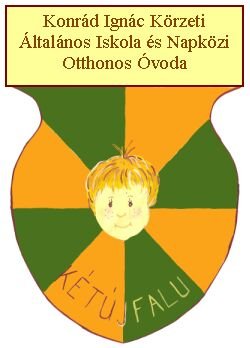 Konrád Ignác Körzeti
Általános Iskola és Napközi
Otthonos Óvoda
KÉTÚJFALU